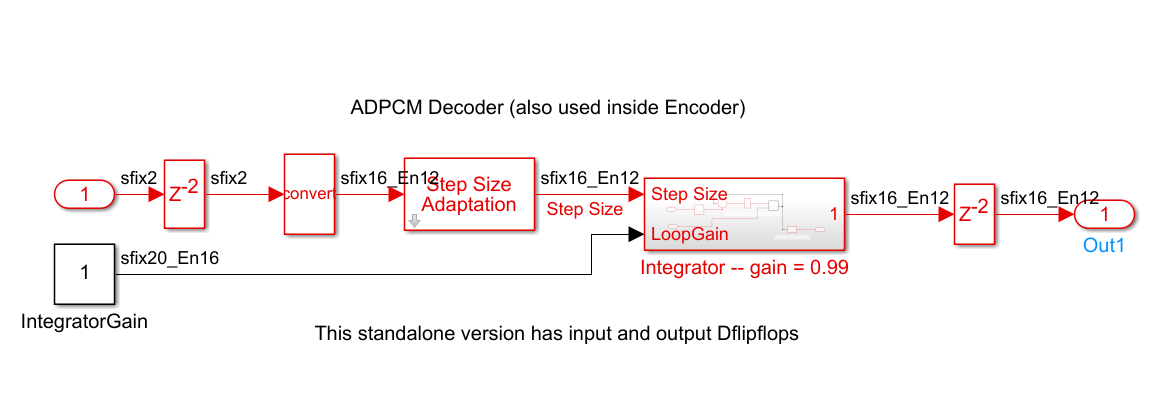 ADPCM Decoder (also used inside Encoder)
1
sfix2
Z-2
sfix2
convert
sfix16_En12
Step Size
Adaptation
sfix16_En12
Step Size
Step Size
LoopGain
1
Integrator -- gain = 0.99
sfix16_En12
Z-2
sfix16_En12
1
Out1
1
sfix20_En16
IntegratorGain
This standalone version has input and output Dflipflops